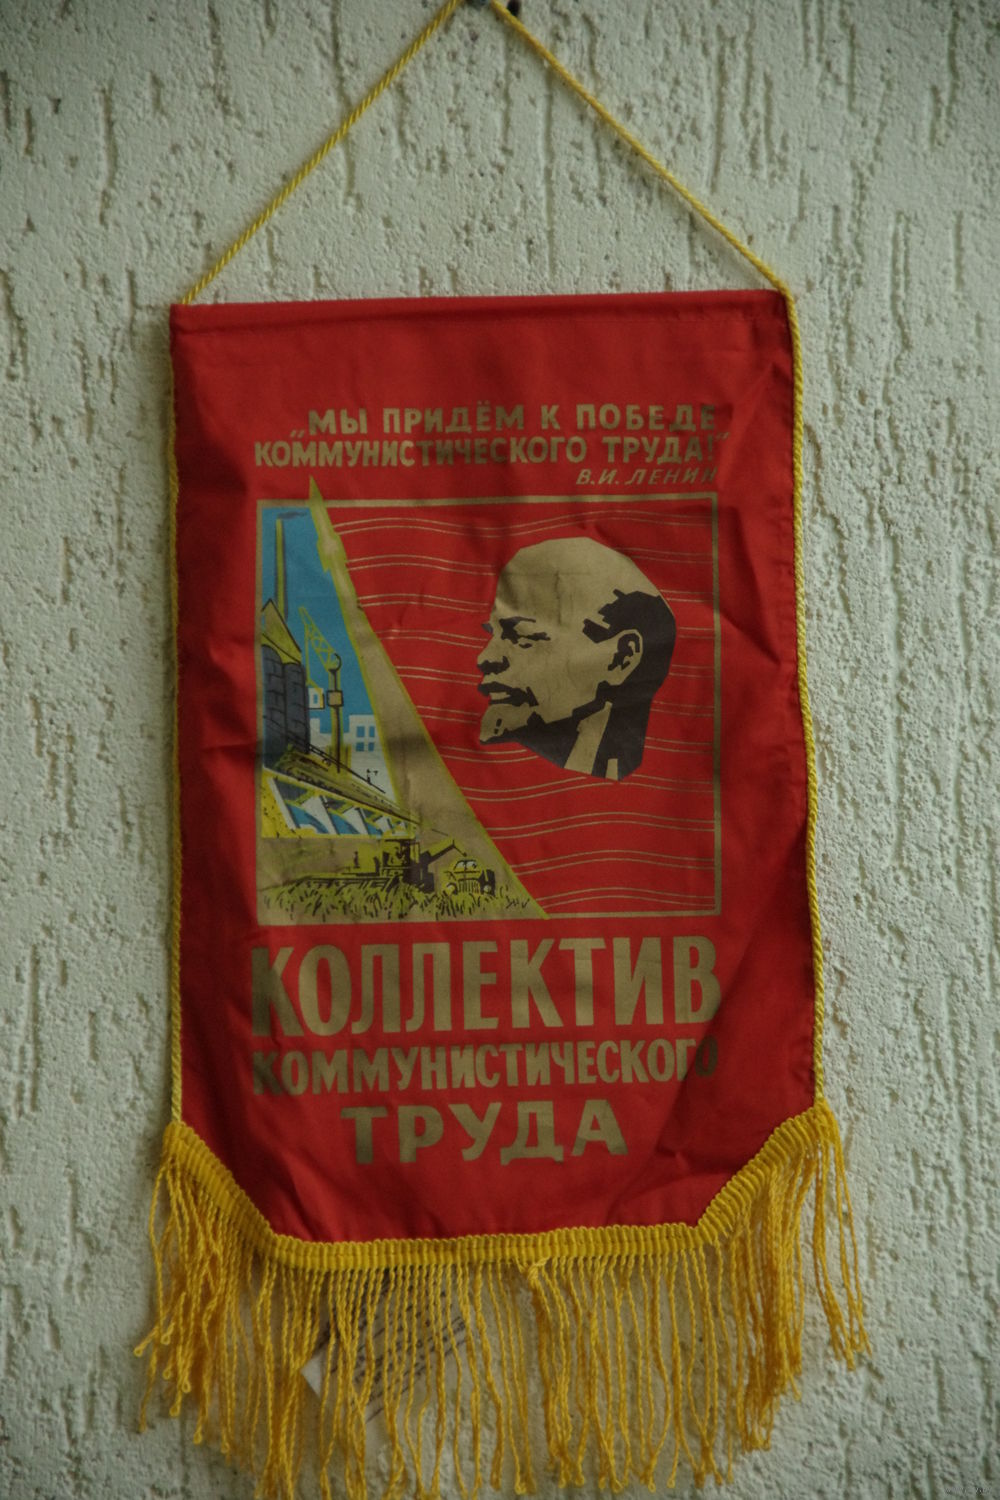 „МЫ ПРИДЁМ К ПОБЕДЕ
КОММУНИСТИЧЕСКОГО ТРУДА!“
В.И. ЛЕНИН
КОЛЛЕКТИВ
КОММУНИСТИЧЕСКОГО
ТРУДА